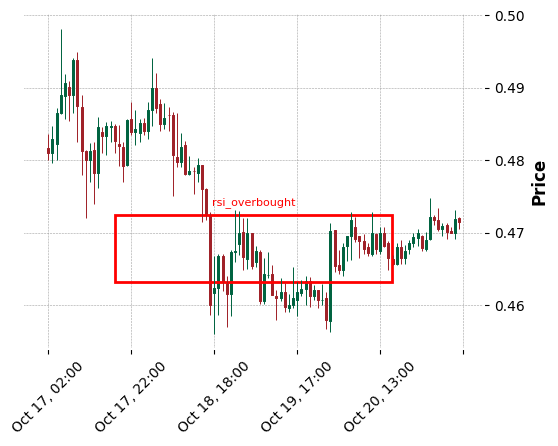 0.50
0.49
0.48
0.47
0.46
Price
rsi_overbought
Oct 17, 02:00
Oct 17, 22:00
Oct 18, 18:00
Oct 19, 17:00
Oct 20, 13:00